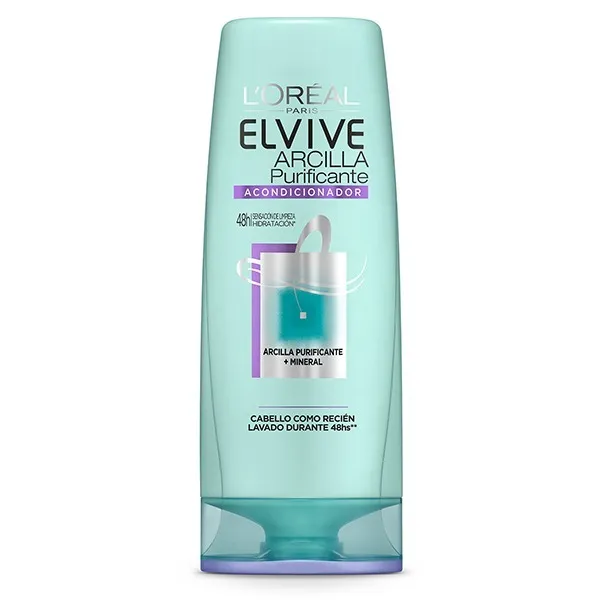 L'ORÉAL
PARIS
ELVIVE
ARCILLA
Purificante
ACONDICIONADOR
48h SENSACIÓN DE LIMPIEZA
HIDRATACIÓN*
ARCILLA PURIFICANTE
+ MINERAL
CABELLO COMO RECIÉN
LAVADO DURANTE 48hs**